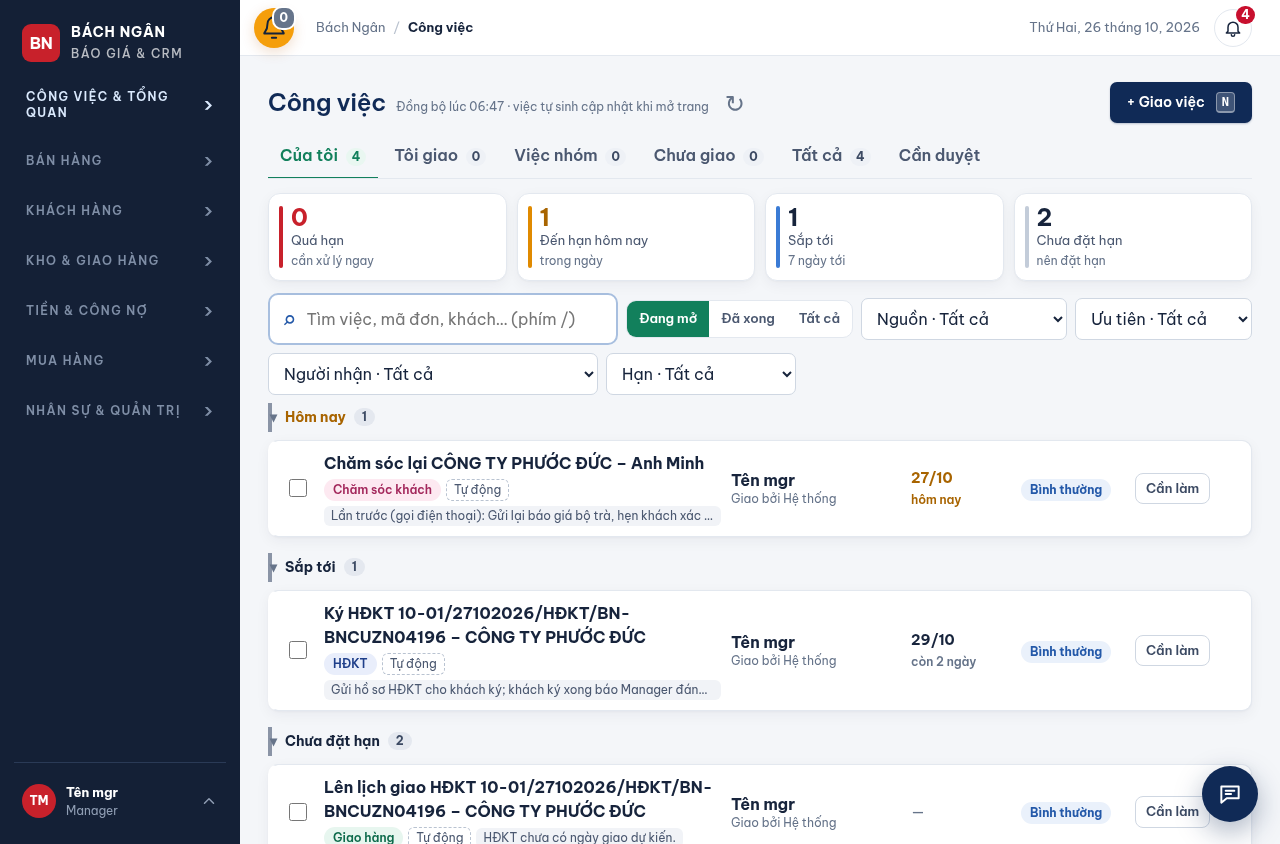 BN
BÁCH NGÂN
BÁO GIÁ & CRM
CÔNG VIỆC & TỔNG QUAN
BÁN HÀNG
KHÁCH HÀNG
KHO & GIAO HÀNG
TIỀN & CÔNG NỢ
MUA HÀNG
NHÂN SỰ & QUẢN TRỊ
TM
Tên mgr
Manager
0
Bách Ngân / Công việc
Thứ Hai, 26 tháng 10, 2026
4
Công việc
Đồng bộ lúc 06:47 · việc tự sinh cập nhật khi mở trang ↻
+ Giao việc N
Của tôi 4
Tôi giao 0
Việc nhóm 0
Chưa giao 0
Tất cả 4
Cần duyệt
0
Quá hạn
cần xử lý ngay
1
Đến hạn hôm nay
trong ngày
1
Sắp tới
7 ngày tới
2
Chưa đặt hạn
nên đặt hạn
Tìm việc, mã đơn, khách... (phím /)
Đang mở
Đã xong
Tất cả
Nguồn · Tất cả
Ưu tiên · Tất cả
Người nhận · Tất cả
Hạn · Tất cả
▾ Hôm nay 1
Chăm sóc lại CÔNG TY PHƯỚC ĐỨC – Anh Minh
Chăm sóc khách Tự động
Lần trước (gọi điện thoại): Gửi lại báo giá bộ trà, hẹn khách xác ...
Tên mgr
Giao bởi Hệ thống
27/10
hôm nay
Bình thường
Cần làm
▾ Sắp tới 1
Ký HĐKT 10-01/27102026/HĐKT/BN-
BNCUZN04196 – CÔNG TY PHƯỚC ĐỨC
HĐKT Tự động
Gửi hồ sơ HĐKT cho khách ký; khách ký xong báo Manager đán...
Tên mgr
Giao bởi Hệ thống
29/10
còn 2 ngày
Bình thường
Cần làm
▾ Chưa đặt hạn 2
Lên lịch giao HĐKT 10-01/27102026/HĐKT/BN-
BNCUZN04196 – CÔNG TY PHƯỚC ĐỨC
Giao hàng Tự động HĐKT chưa có ngày giao dự kiến.
Tên mgr
Giao bởi Hệ thống
—
Bình thường
Cần làm